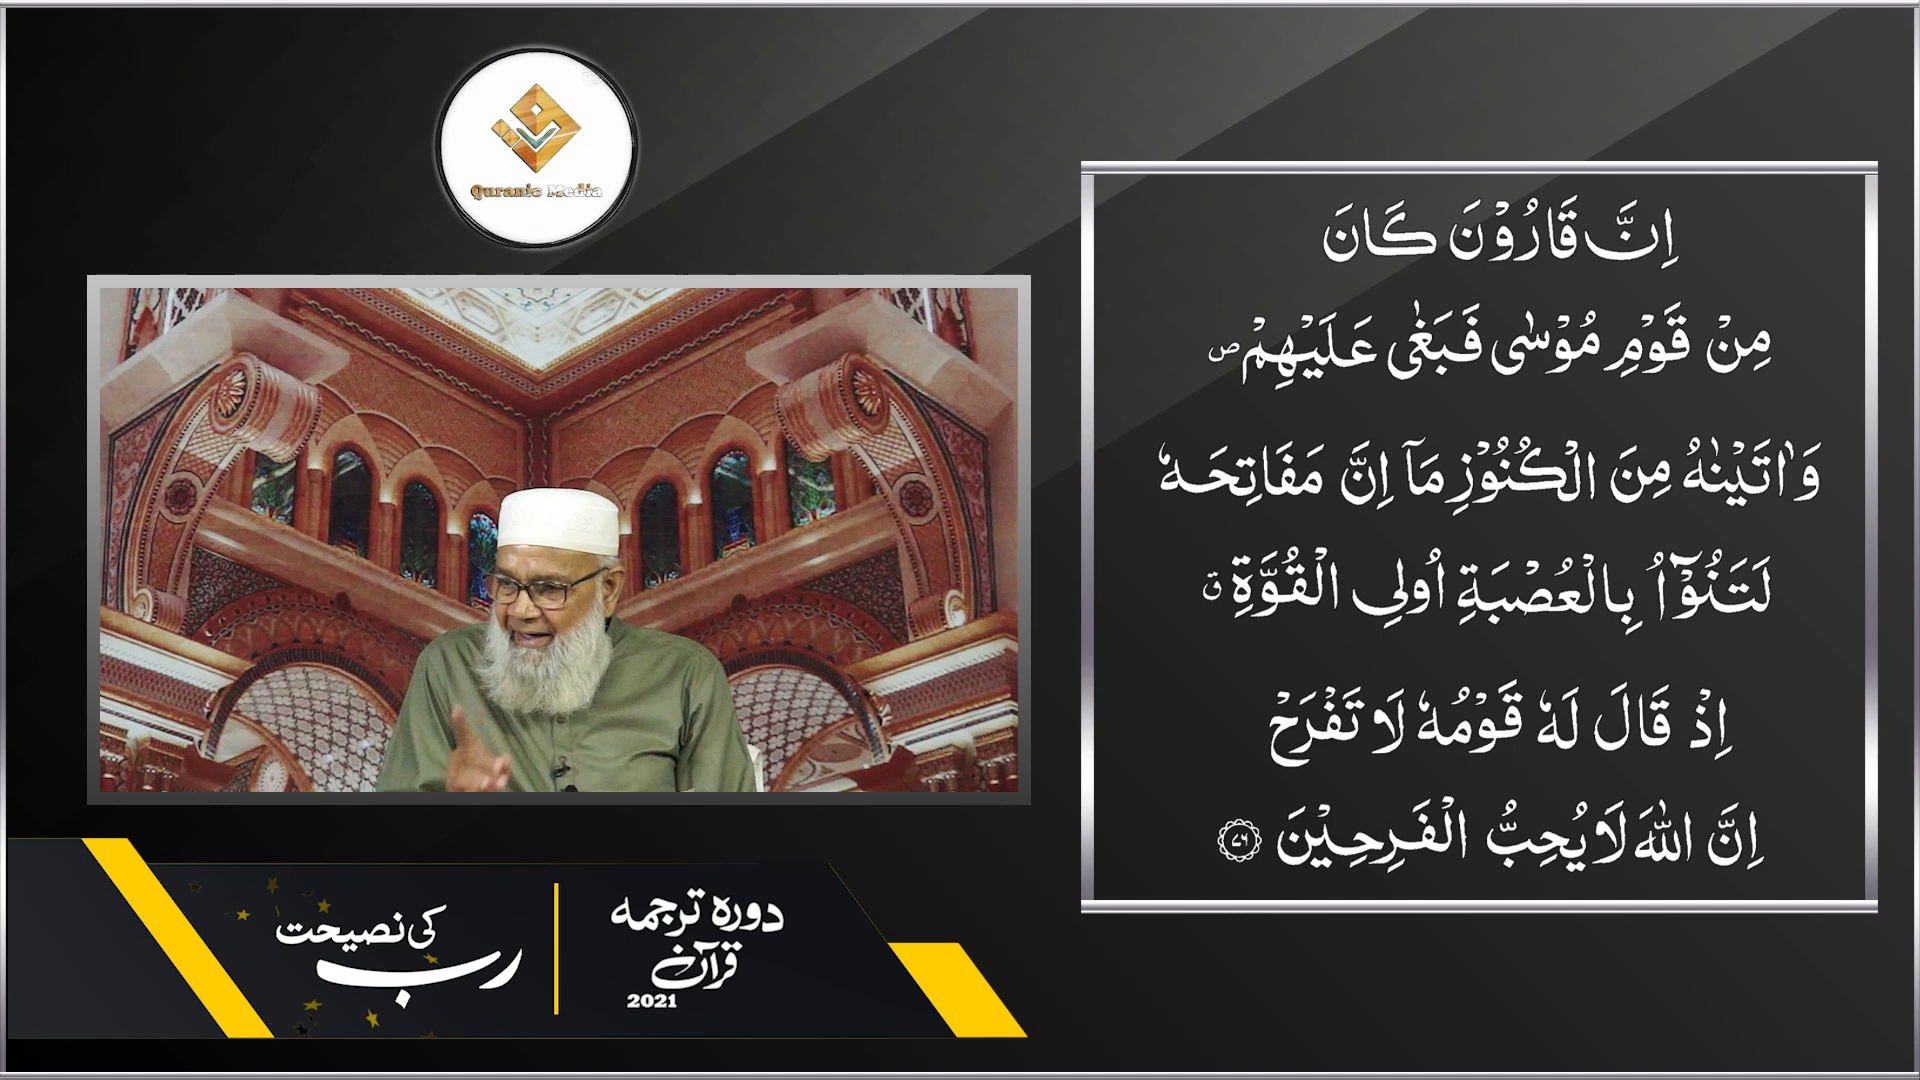 Quranic Media
اِنَّ قَارُوْنَ كَانَ
مِنْ قَوْمِ مُوْسٰى فَبَغٰى عَلَيْهِمْ ۪
وَاٰتَيْنٰهُ مِنَ الْكُنُوْزِ مَاۤ اِنَّ مَفَاتِحَهٗ
لَتَنُوْٓاُ بِالْعُصْبَةِ اُولِى الْقُوَّةِ ۗ
اِذْ قَالَ لَهٗ قَوْمُهٗ لَا تَفْرَحْ
اِنَّ اللّٰهَ لَا يُحِبُّ الْفَرِحِيْنَ ﴿۷۶﴾
دورہ ترجمہ
قرآن
2021
رب
کی نصیحت